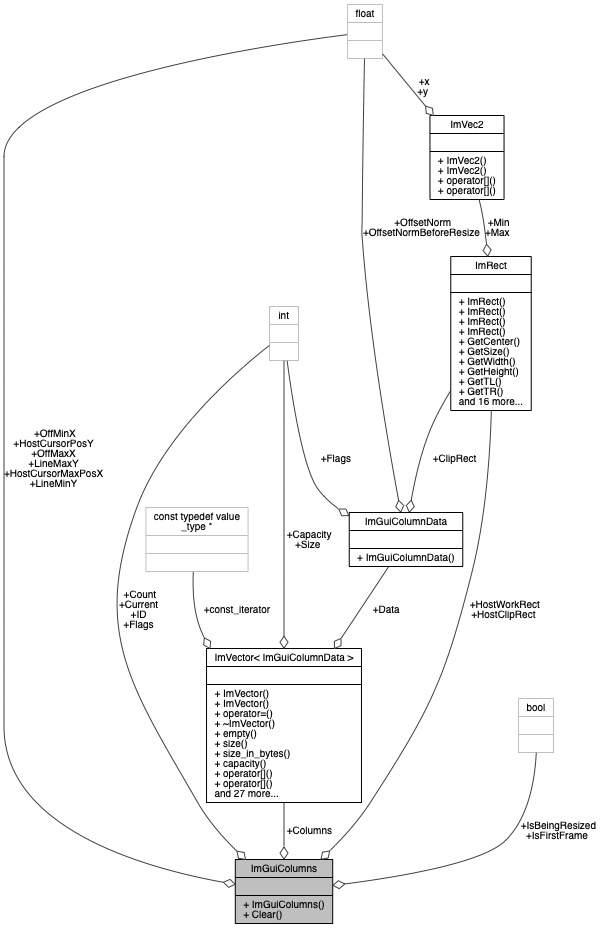 float
+x
+y
ImVec2
+ ImVec2()
+ ImVec2()
+ operator[]()
+ operator[]()
+OffsetNorm
+OffsetNormBeforeResize
+Min
+Max
ImRect
+ ImRect()
+ ImRect()
+ ImRect()
+ ImRect()
+ GetCenter()
+ GetSize()
+ GetWidth()
+ GetHeight()
+ GetTL()
+ GetTR()
and 16 more...
int
+OffMinX
+HostCursorPosY
+OffMaxX
+LineMaxY
+HostCursorMaxPosX
+LineMinY
+Flags
+ClipRect
const typedef value
_type *
ImGuiColumnData
+ ImGuiColumnData()
+Capacity
+Size
+Count
+Current
+ID
+Flags
+const_iterator
+Data
+HostWorkRect
+HostClipRect
ImVector< ImGuiColumnData >
+ ImVector()
+ ImVector()
+ operator=()
+ ~ImVector()
+ empty()
+ size()
+ size_in_bytes()
+ capacity()
+ operator[]()
+ operator[]()
and 27 more...
bool
+Columns
+IsBeingResized
+IsFirstFrame
ImGuiColumns
+ ImGuiColumns()
+ Clear()